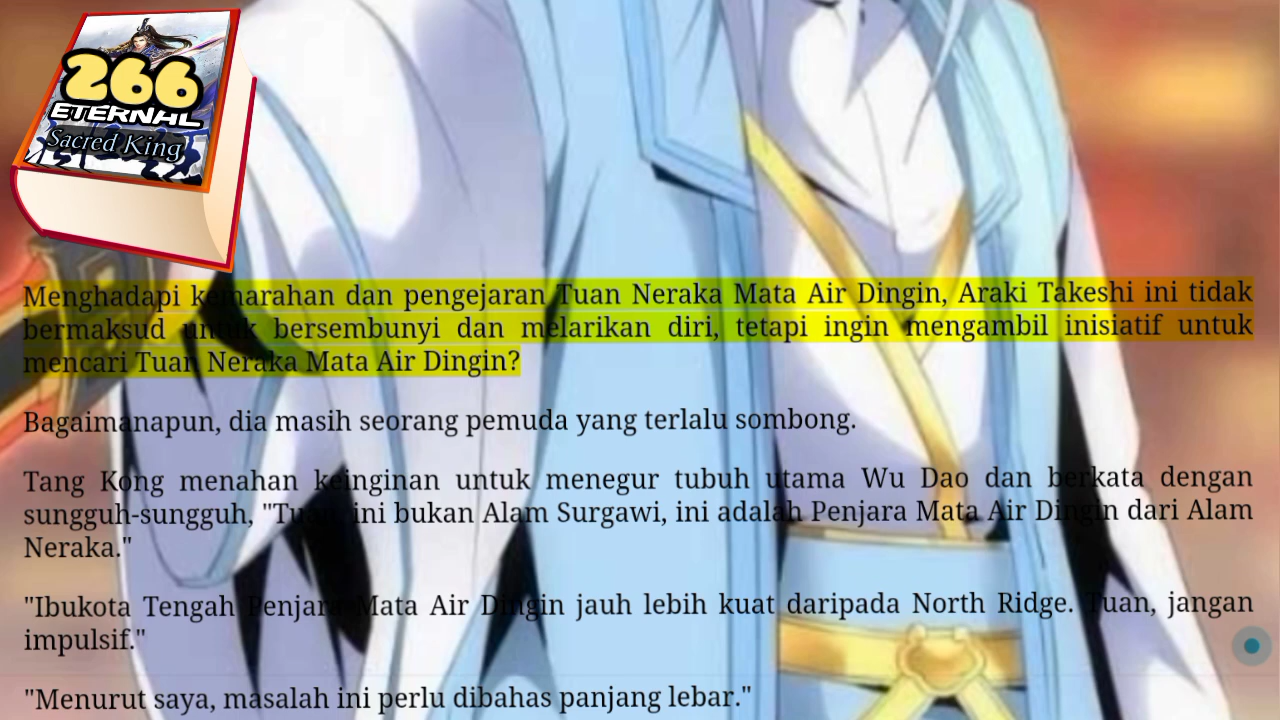 266
ETERNAL
Sacred King
Menghadapi kemarahan dan pengejaran Tuan Neraka Mata Air Dingin, Araki Takeshi ini tidak
bermaksud untuk bersembunyi dan melarikan diri, tetapi ingin mengambil inisiatif untuk
mencari Tuan Neraka Mata Air Dingin?
Bagaimanapun, dia masih seorang pemuda yang terlalu sombong.
Tang Kong menahan keinginan untuk menegur tubuh utama Wu Dao dan berkata dengan
sungguh-sungguh, "Tuan, ini bukan Alam Surgawi, ini adalah Penjara Mata Air Dingin dari Alam
Neraka."
"Ibukota Tengah Penjara Mata Air Dingin jauh lebih kuat daripada North Ridge. Tuan, jangan
impulsif."
"Menurut saya, masalah ini perlu dibahas panjang lebar."